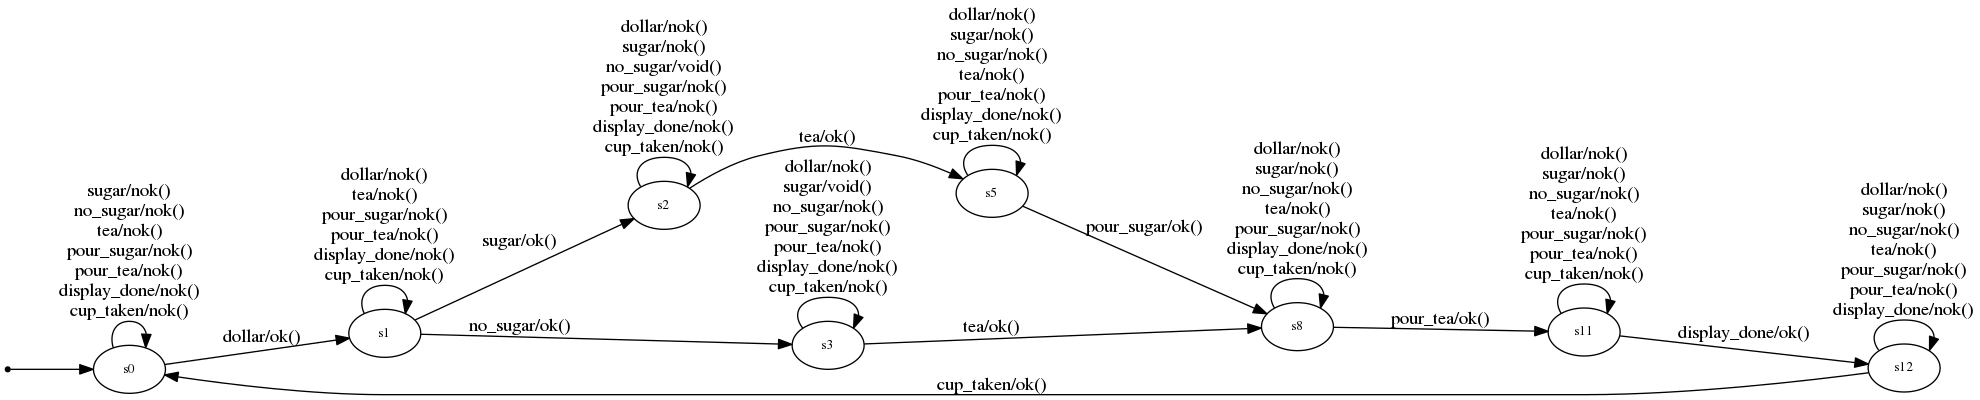 sugar/nok()
no_sugar/nok()
tea/nok()
pour_sugar/nok()
pour_tea/nok()
display_done/nok()
cup_taken/nok()
s0
dollar/ok()
dollar/nok()
tea/nok()
pour_sugar/nok()
pour_tea/nok()
display_done/nok()
cup_taken/nok()
s1
sugar/ok()
no_sugar/ok()
dollar/nok()
sugar/nok()
no_sugar/void()
pour_sugar/nok()
pour_tea/nok()
display_done/nok()
cup_taken/nok()
s2
tea/ok()
dollar/nok()
sugar/void()
no_sugar/nok()
pour_sugar/nok()
pour_tea/nok()
display_done/nok()
cup_taken/nok()
s3
tea/ok()
dollar/nok()
sugar/nok()
no_sugar/nok()
tea/nok()
pour_tea/nok()
display_done/nok()
cup_taken/nok()
s5
pour_sugar/ok()
dollar/nok()
sugar/nok()
no_sugar/nok()
tea/nok()
pour_sugar/nok()
display_done/nok()
cup_taken/nok()
s8
pour_tea/ok()
dollar/nok()
sugar/nok()
no_sugar/nok()
tea/nok()
pour_sugar/nok()
pour_tea/nok()
cup_taken/nok()
s11
display_done/ok()
dollar/nok()
sugar/nok()
no_sugar/nok()
tea/nok()
pour_sugar/nok()
pour_tea/nok()
display_done/nok()
s12
cup_taken/ok()